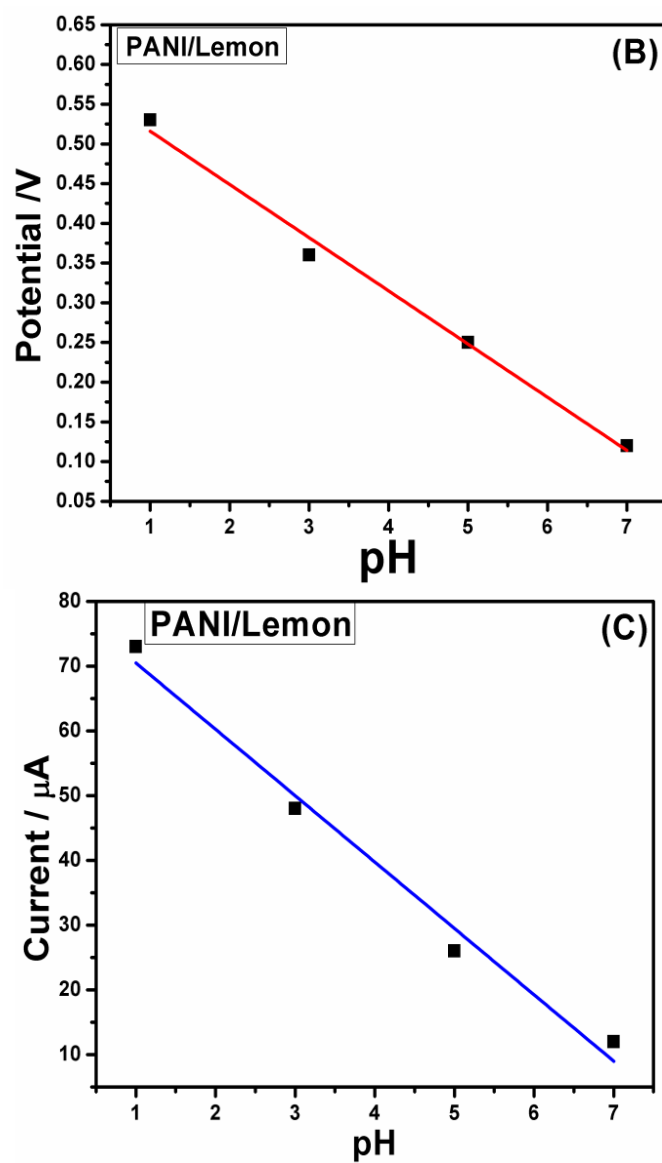 PANI/Lemon
(B)
0.65
0.60
0.55
0.50
0.45
0.40
0.35
0.30
0.25
0.20
0.15
0.10
0.05
Potential /V
1 2 3 4 5 6 7
pH
PANI/Lemon
(C)
80
70
60
50
40
30
20
10
Current / μA
1 2 3 4 5 6 7
pH